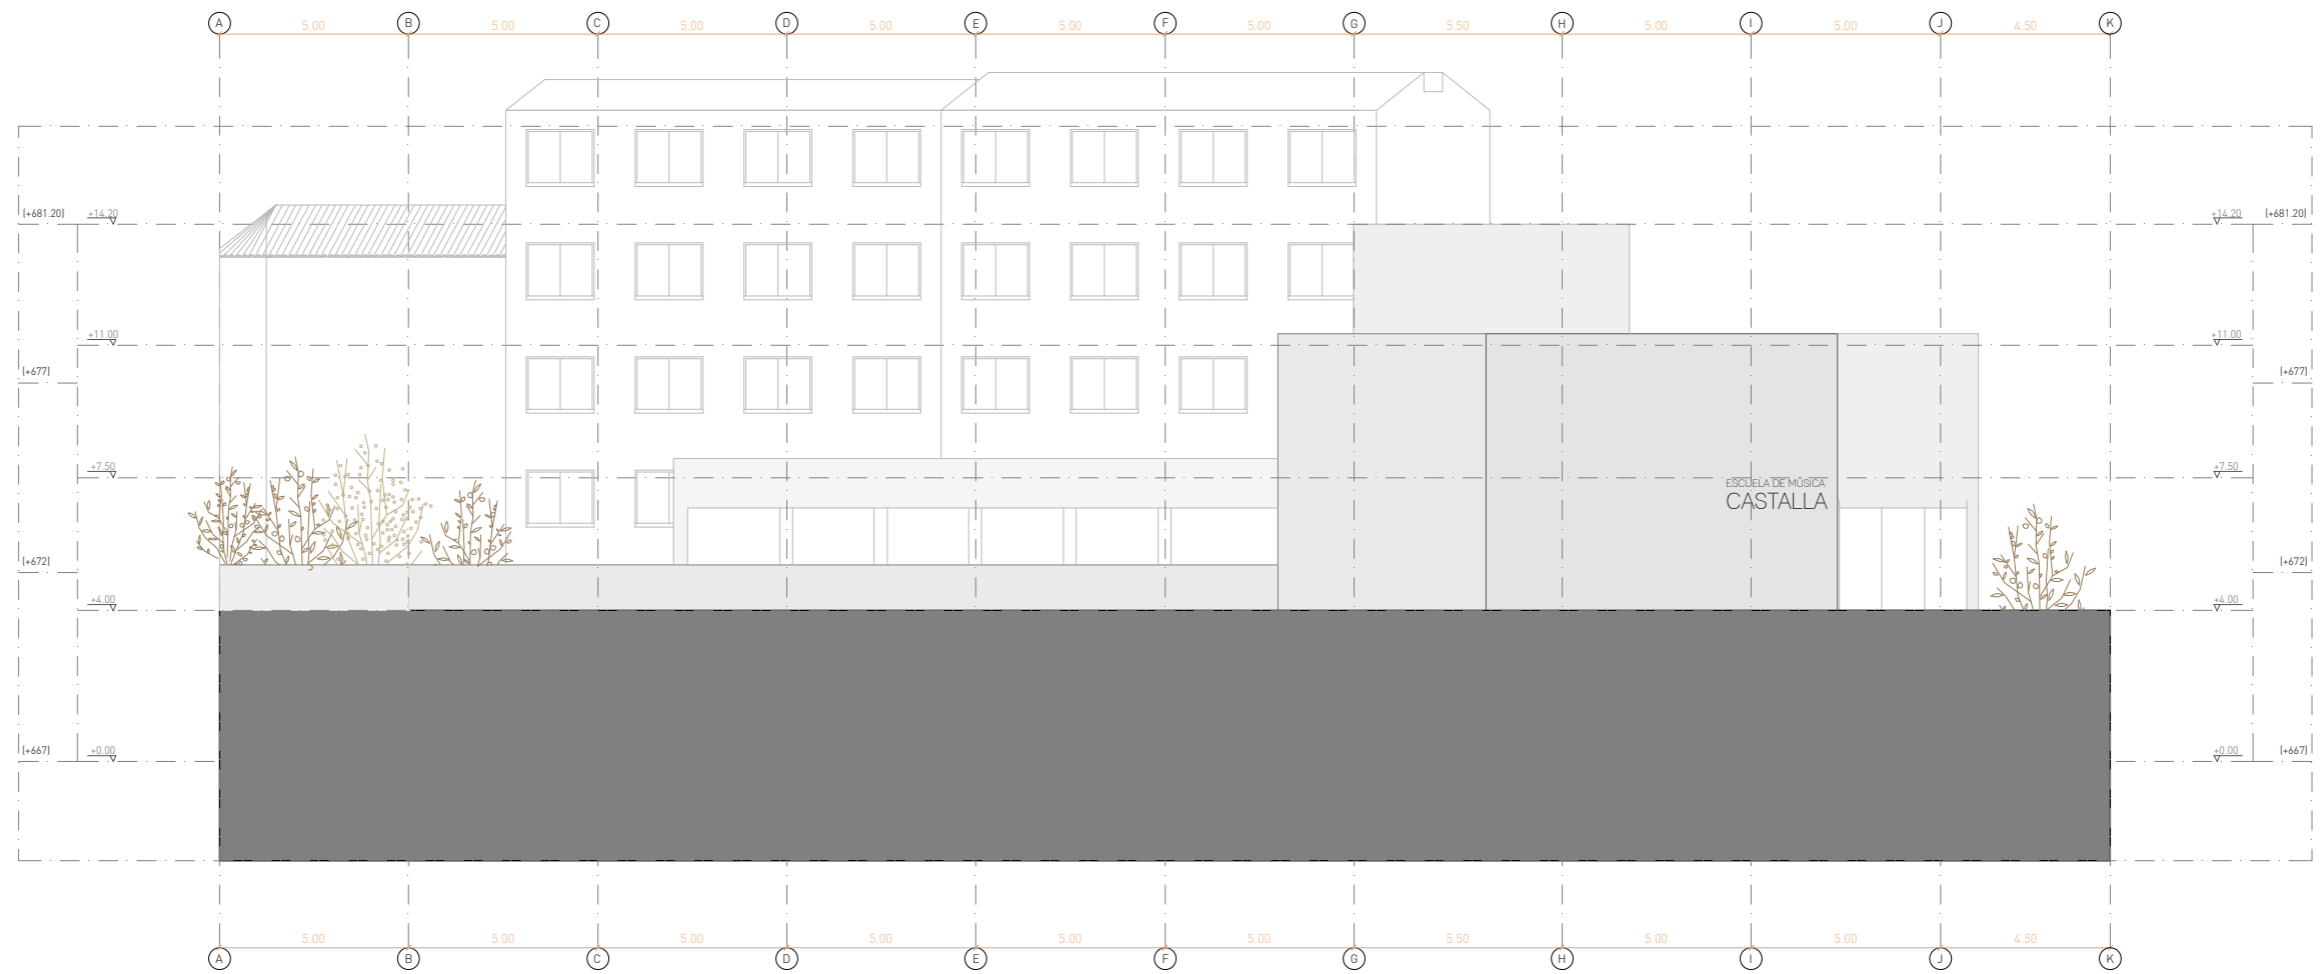 A B C D E F G H I J K
5.00 5.00 5.00 5.00 5.00 5.00 5.50 5.00 5.00 4.50
(+681.20) +14.20 +14.20 (+681.20)
+11.00 +11.00
(+677) (+677)
+7.50 +7.50
ESCUELA DE MÚSICA
CASTALLA
(+672) (+672)
+4.00 +4.00
(+667) +0.00 +0.00 (+667)
5.00 5.00 5.00 5.00 5.00 5.00 5.50 5.00 5.00 4.50
A B C D E F G H I J K